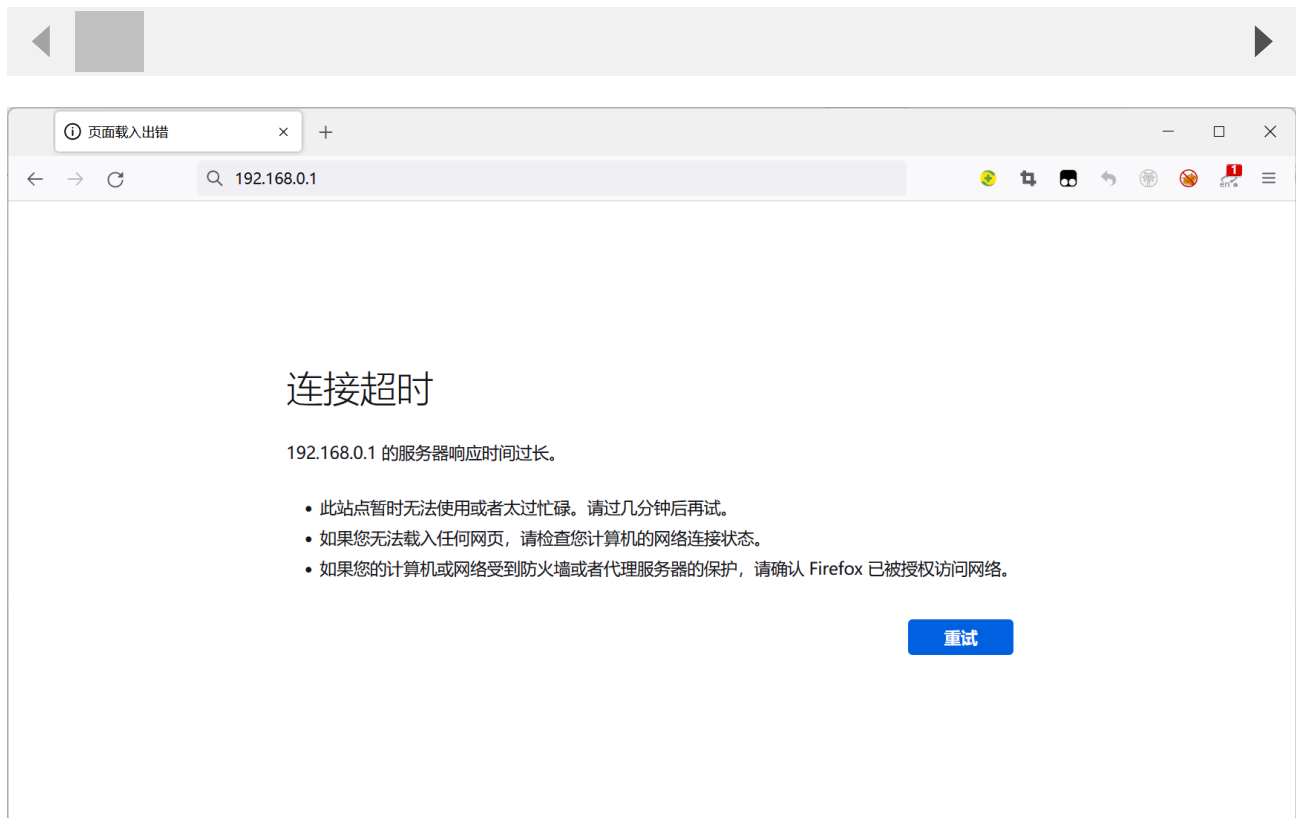 页面载入出错
192.168.0.1
1
en
连接超时
192.168.0.1 的服务器响应时间过长。
此站点暂时无法使用或者太过忙碌。请过几分钟后再试。
如果您无法载入任何网页，请检查您计算机的网络连接状态。
如果您的计算机或网络受到防火墙或者代理服务器的保护，请确认 Firefox 已被授权访问网络。
重试